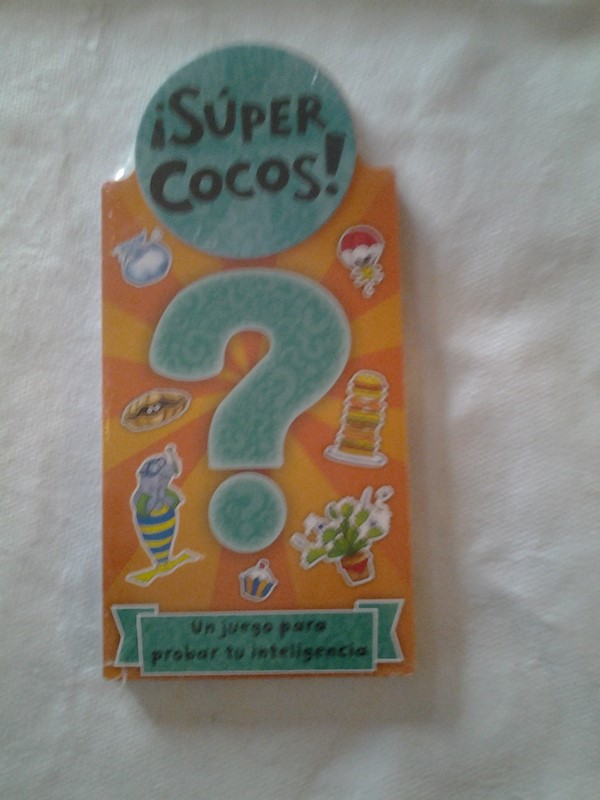 ¡SÚPER
COCOS!
?
Un juego para
probar tu inteligencia